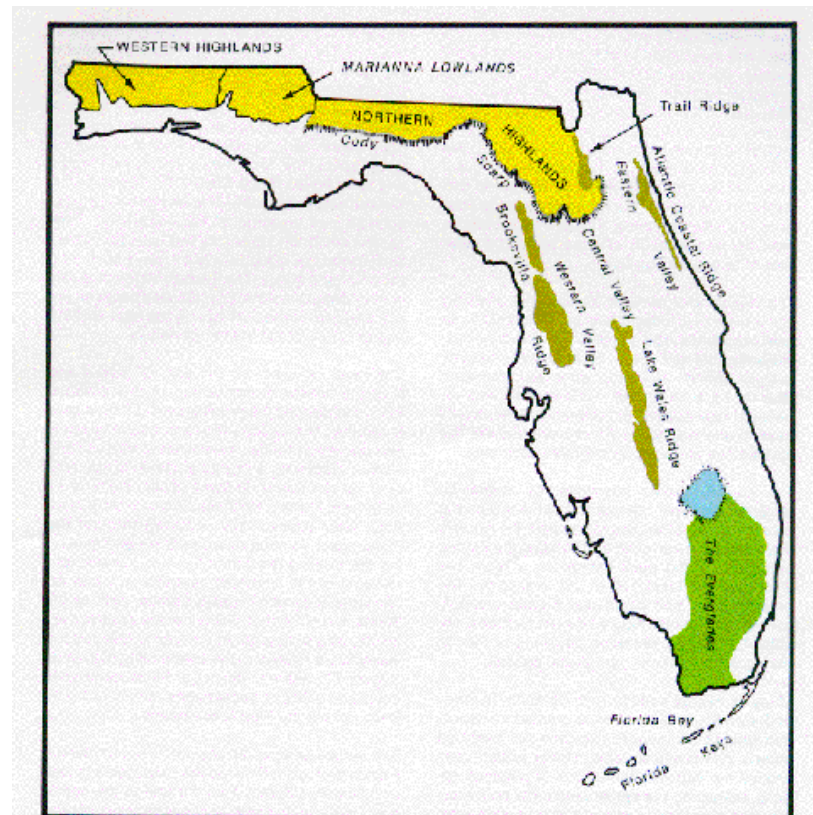 WESTERN HIGHLANDS
MARIANNA LOWLANDS
Trail Ridge
NORTHERN
HIGHLANDS
Cody
Scarp
Atlantic Coastal Ridge
Eastern
Valley
Brooksville
Ridge
Western
Valley
Central Valley
Lake Wales Ridge
The Everglades
Florida Bay
Florida Keys